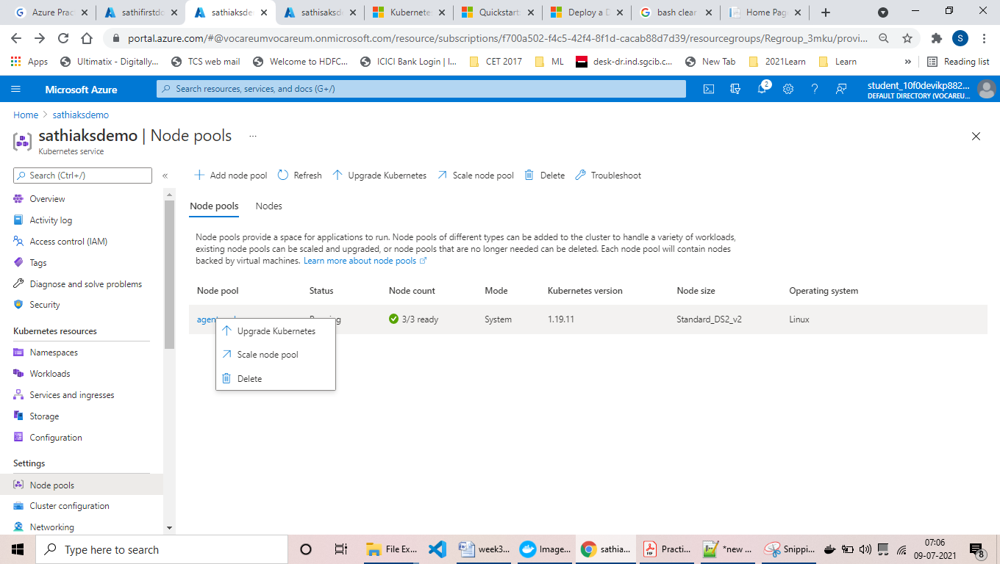 Azure Prac
sathifirstdc
sathiaksde
sathisaksd
Kubernete
Quickstart
Deploy a D
bash clear
Home Pag
portal.azure.com/#@vocareumvocareum.onmicrosoft.com/resource/subscriptions/f700a502-f4c5-42f4-8f1d-cacab88d7d39/resourcegroups/Regroup_3mku/provi...
S
Apps
Ultimatix - Digitally...
TCS web mail
Welcome to HDFC...
ICICI Bank Login | I...
CET 2017
ML
desk-dr.ind.sgcib.c...
New Tab
2021Learn
Learn
»
Reading list
Microsoft Azure
Search resources, services, and docs (G+/)
2
student_10f0devikp882...
DEFAULT DIRECTORY (VOCAREU...
Home > sathiaksdemo
sathiaksdemo | Node pools ...
Kubernetes service
Search (Ctrl+/)
«
Add node pool
Refresh
Upgrade Kubernetes
Scale node pool
Delete
Troubleshoot
Overview
Activity log
Access control (IAM)
Tags
Diagnose and solve problems
Security
Kubernetes resources
Namespaces
Workloads
Services and ingresses
Storage
Configuration
Settings
Node pools
Cluster configuration
Networking
Node pools
Nodes
Node pools provide a space for applications to run. Node pools of different types can be added to the cluster to handle a variety of workloads,
existing node pools can be scaled and upgraded, or node pools that are no longer needed can be deleted. Each node pool will contain nodes
backed by virtual machines. Learn more about node pools
Node pool Status Node count Mode Kubernetes version Node size Operating system
3/3 ready System 1.19.11 Standard_DS2_v2 Linux
Upgrade Kubernetes
Scale node pool
Delete
Type here to search
File Ex...
week3...
Image...
sathia...
Practi...
*new ...
Snippi...
07:06
09-07-2021
8